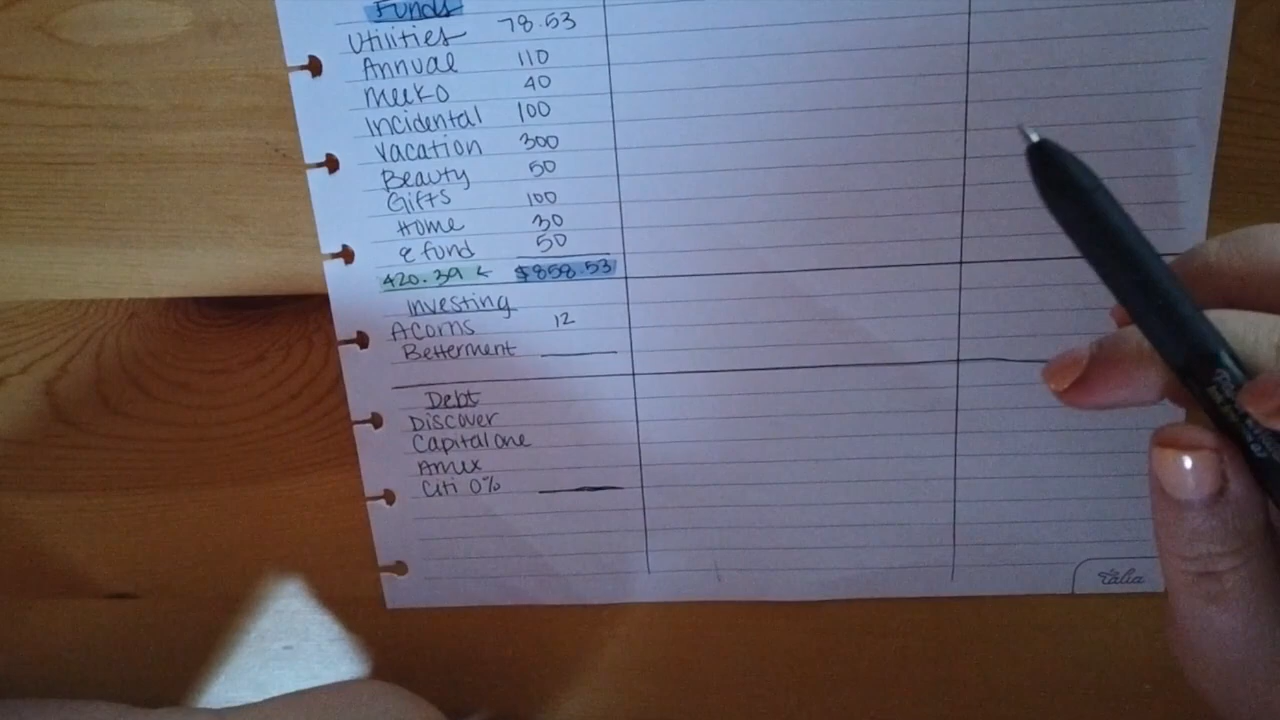 Funds
Utilities 78.53
Annual 110
Meeko 40
Incidental 100
Vacation 300
Beauty 50
Gifts 100
Home 30
e fund 50
420.39 ← $858.53
Investing
Acorns 12
Betterment
Debt
Discover
Capital one
Amex
Citi 0%
Talia